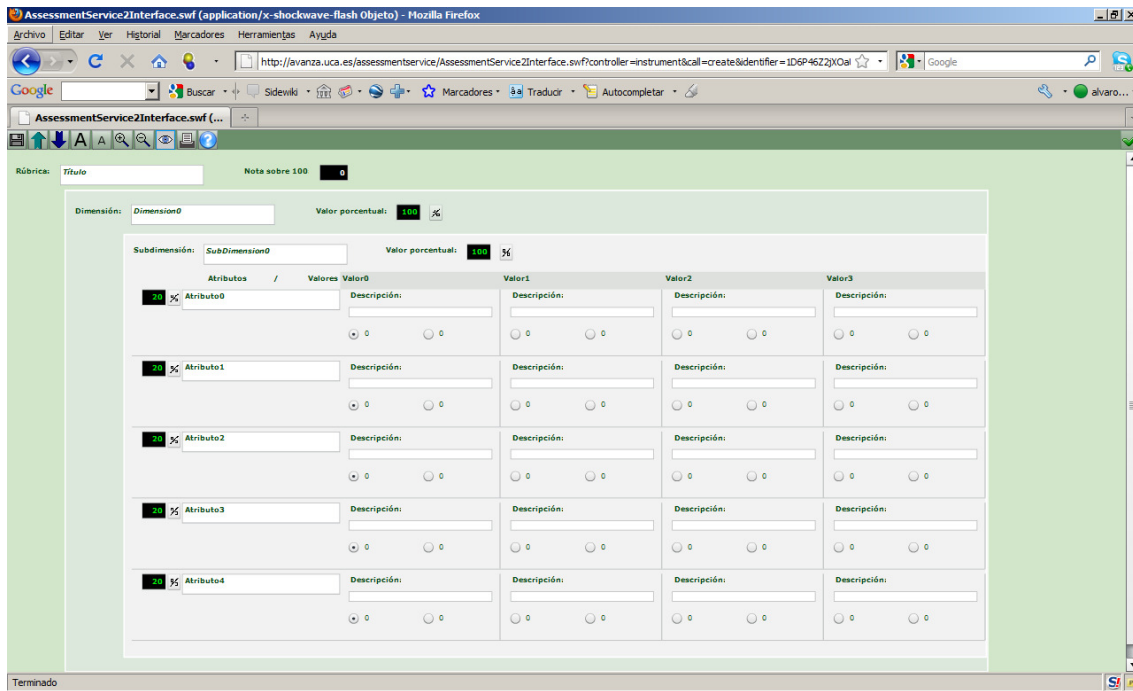 AssessmentService2Interface.swf (application/x-shockwave-flash Objeto) - Mozilla Firefox
Archivo Editar Ver Historial Marcadores Herramientas Ayuda
http://avanza.uca.es/assessmentservice/AssessmentService2Interface.swf?controller=instrument&call=create&identifier=1D6P46Z2jXOal Google
Google Buscar Sidewiki Marcadores Traducir Autocompletar alvaro...
AssessmentService2Interface.swf (...
A A
Rúbrica: Título Nota sobre 100 0
Dimensión: Dimension0 Valor porcentual: 100 %
Subdimensión: SubDimension0 Valor porcentual: 100 %
Atributos / Valores Valor0 Valor1 Valor2 Valor3
20 % Atributo0 Descripción: Descripción: Descripción: Descripción:
0 0 0 0 0 0 0 0
20 % Atributo1 Descripción: Descripción: Descripción: Descripción:
0 0 0 0 0 0 0 0
20 % Atributo2 Descripción: Descripción: Descripción: Descripción:
0 0 0 0 0 0 0 0
20 % Atributo3 Descripción: Descripción: Descripción: Descripción:
0 0 0 0 0 0 0 0
20 % Atributo4 Descripción: Descripción: Descripción: Descripción:
0 0 0 0 0 0 0 0
Terminado